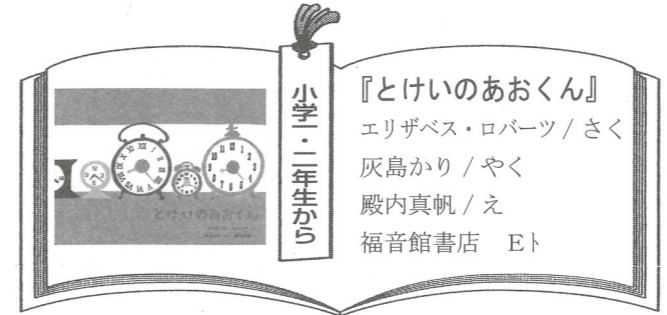 小学一・二年生から
『とけいのあおくん』
エリザベス・ロバーツ / さく
灰島かり / やく
殿内真帆 / え
福音館書店　Eト
とけいのあおくん